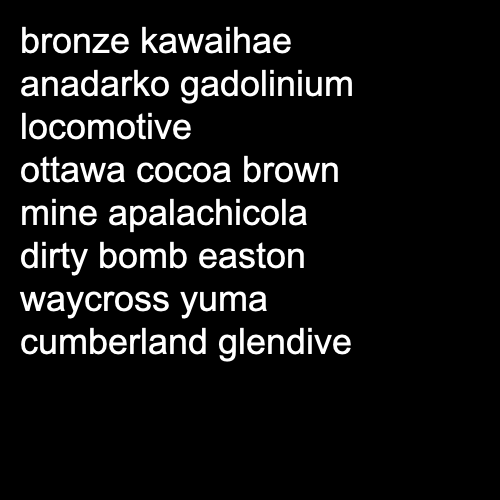 bronze kawaihae
anadarko gadolinium
locomotive
ottawa cocoa brown
mine apalachicola
dirty bomb easton
waycross yuma
cumberland glendive